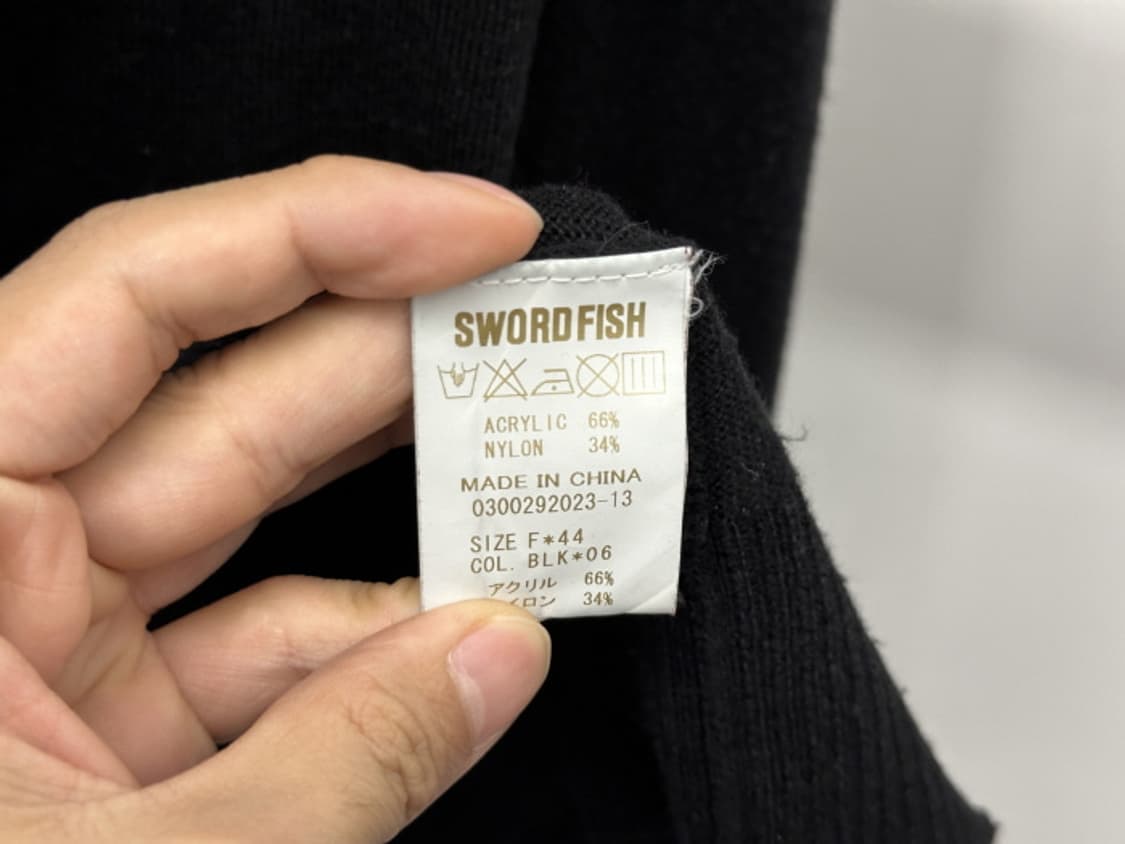 SWORDFISH
ACRYLIC 66%
NYLON 34%
MADE IN CHINA
0300292023-13
SIZE F*44
COL. BLK*06
アクリル 66%
34%